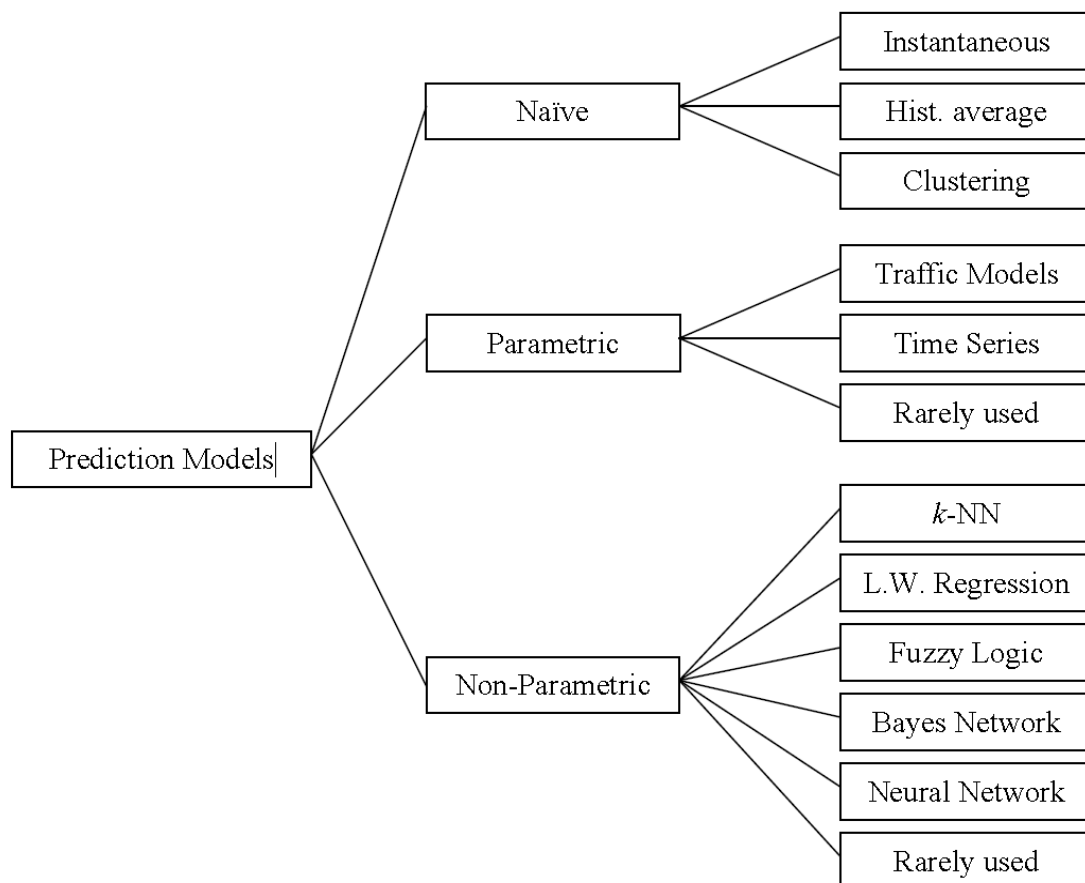 Instantaneous
Naïve
Hist. average
Clustering
Traffic Models
Parametric
Time Series
Rarely used
Prediction Models
k-NN
L.W. Regression
Fuzzy Logic
Non-Parametric
Bayes Network
Neural Network
Rarely used